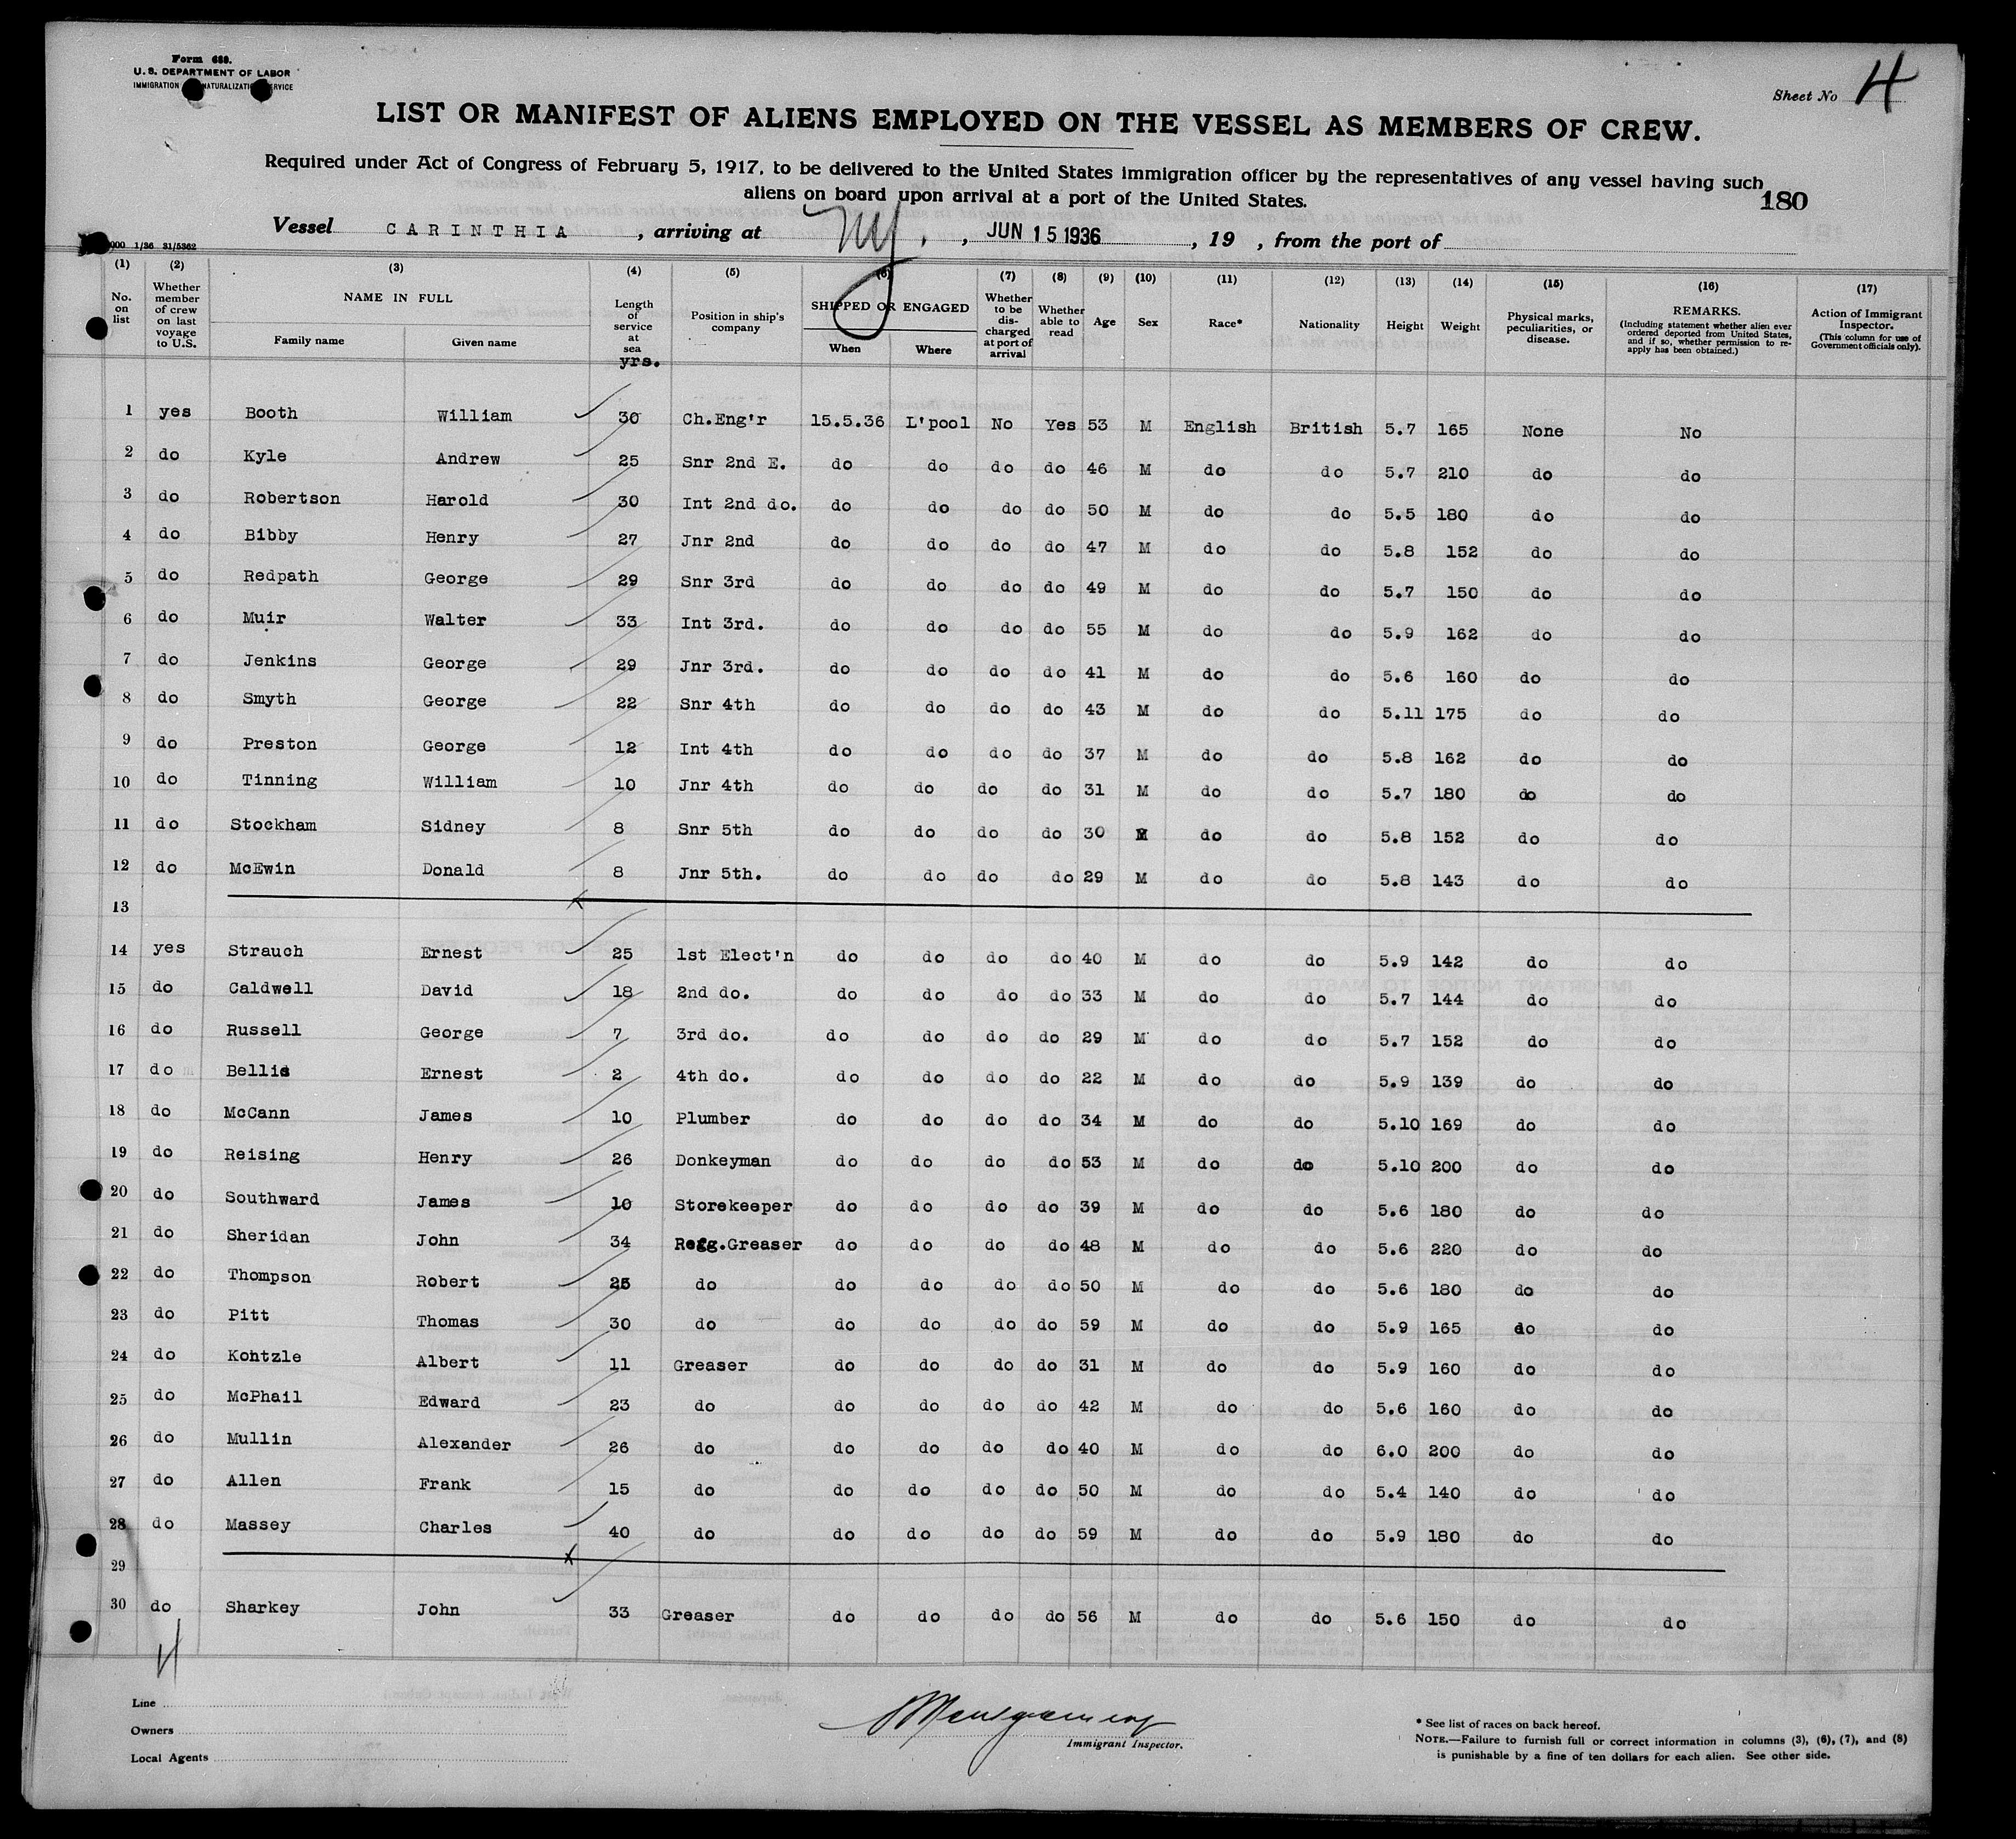 Form 689.
U. S. DEPARTMENT OF LABOR
IMMIGRATION NATURALIZATI ERVICE
Sheet No 4
LIST OR MANIFEST OF ALIENS EMPLOYED ON THE VESSEL AS MEMBERS OF CREW.
Required under Act of Congress of February 5, 1917, to be delivered to the United States immigration officer by the representatives of any vessel having such
aliens on board upon arrival at a port of the United States.
180
Vessel CARINTHIA , arriving at NY. , JUN 15 1936 , 19 , from the port of
000 1/36 31/5362
(1) (2) (3) (4) (5) (6) (7) (8) (9) (10) (11) (12) (13) (14) (15) (16) (17)
No. on list
Whether member of crew on last voyage to U.S.
NAME IN FULL
Family name Given name
Length of service at sea yrs.
Position in ship's company
SHIPPED OR ENGAGED
When Where
Whether to be discharged at port of arrival
Whether able to read
Age Sex Race* Nationality Height Weight
Physical marks, peculiarities, or disease.
REMARKS.
(Including statement whether alien ever ordered deported from United States, and if so, whether permission to re-apply has been obtained.)
Action of Immigrant Inspector.
(This column for use of Government officials only).
1 yes Booth William 30 Ch.Eng'r 15.5.36 L'pool No Yes 53 M English British 5.7 165 None No
2 do Kyle Andrew 25 Snr 2nd E. do do do do 46 M do do 5.7 210 do do
3 do Robertson Harold 30 Int 2nd do. do do do do 50 M do do 5.5 180 do do
4 do Bibby Henry 27 Jnr 2nd do do do do 47 M do do 5.8 152 do do
5 do Redpath George 29 Snr 3rd do do do do 49 M do do 5.7 150 do do
6 do Muir Walter 33 Int 3rd. do do do do 55 M do do 5.9 162 do do
7 do Jenkins George 29 Jnr 3rd. do do do do 41 M do do 5.6 160 do do
8 do Smyth George 22 Snr 4th do do do do 43 M do do 5.11 175 do do
9 do Preston George 12 Int 4th do do do do 37 M do do 5.8 162 do do
10 do Tinning William 10 Jnr 4th do do do do 31 M do do 5.7 180 do do
11 do Stockham Sidney 8 Snr 5th do do do do 30 M do do 5.8 152 do do
12 do McEwin Donald 8 Jnr 5th. do do do do 29 M do do 5.8 143 do do
13
14 yes Strauch Ernest 25 1st Elect'n do do do do 40 M do do 5.9 142 do do
15 do Caldwell David 18 2nd do. do do do do 33 M do do 5.7 144 do do
16 do Russell George 7 3rd do. do do do do 29 M do do 5.7 152 do do
17 do Bellis Ernest 2 4th do. do do do do 22 M do do 5.9 139 do do
18 do McCann James 10 Plumber do do do do 34 M do do 5.10 169 do do
19 do Reising Henry 26 Donkeyman do do do do 53 M do do 5.10 200 do do
20 do Southward James 10 Storekeeper do do do do 39 M do do 5.6 180 do do
21 do Sheridan John 34 Refg.Greaser do do do do 48 M do do 5.6 220 do do
22 do Thompson Robert 25 do do do do do 50 M do do 5.6 180 do do
23 do Pitt Thomas 30 do do do do do 59 M do do 5.9 165 do do
24 do Kohtzle Albert 11 Greaser do do do do 31 M do do 5.9 160 do do
25 do McPhail Edward 23 do do do do do 42 M do do 5.6 160 do do
26 do Mullin Alexander 26 do do do do do 40 M do do 6.0 200 do do
27 do Allen Frank 15 do do do do do 50 M do do 5.4 140 do do
28 do Massey Charles 40 do do do do do 59 M do do 5.9 180 do do
29
30 do Sharkey John 33 Greaser do do do do 56 M do do 5.6 150 do do
Line
Owners
Local Agents
Montgomery
Immigrant Inspector.
* See list of races on back hereof.
NOTE.—Failure to furnish full or correct information in columns (3), (6), (7), and (8)
is punishable by a fine of ten dollars for each alien. See other side.